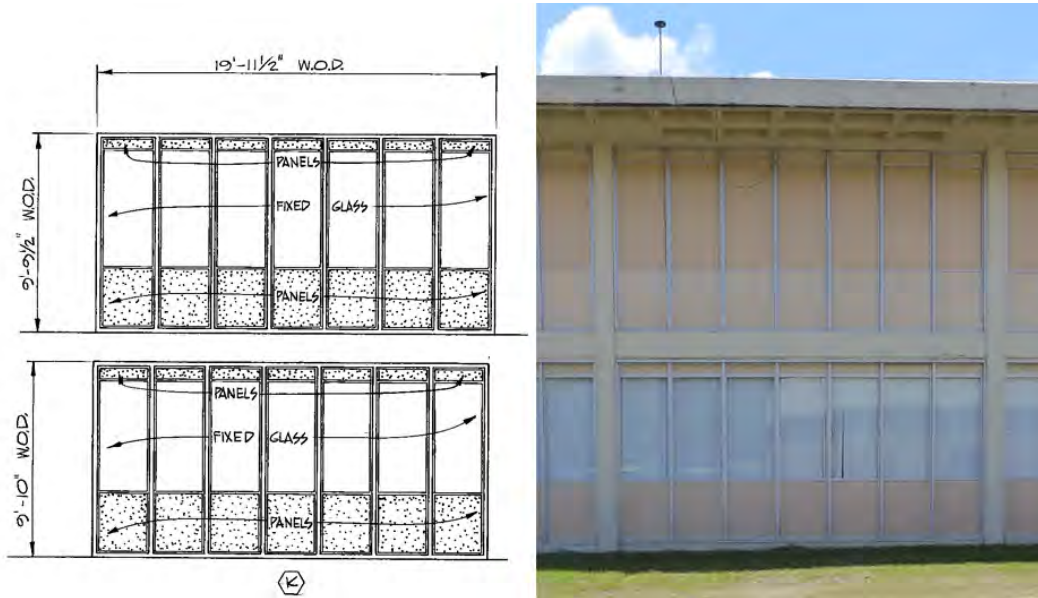 19'-11½" W.O.D.
9'-9½" W.O.D.
PANELS
FIXED GLASS
PANELS
9'-10" W.O.D.
PANELS
FIXED GLASS
PANELS
K